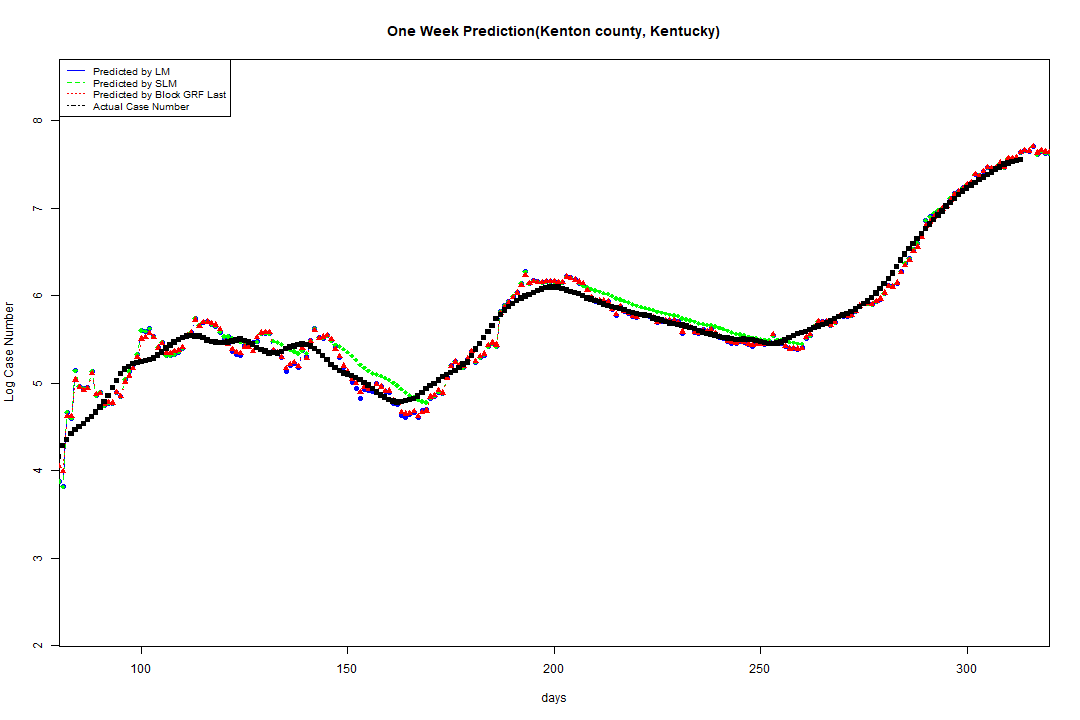 One Week Prediction(Kenton county, Kentucky)
Predicted by LM
Predicted by SLM
Predicted by Block GRF Last
Actual Case Number
Log Case Number
8
7
6
5
4
3
2
100 150 200 250 300
days